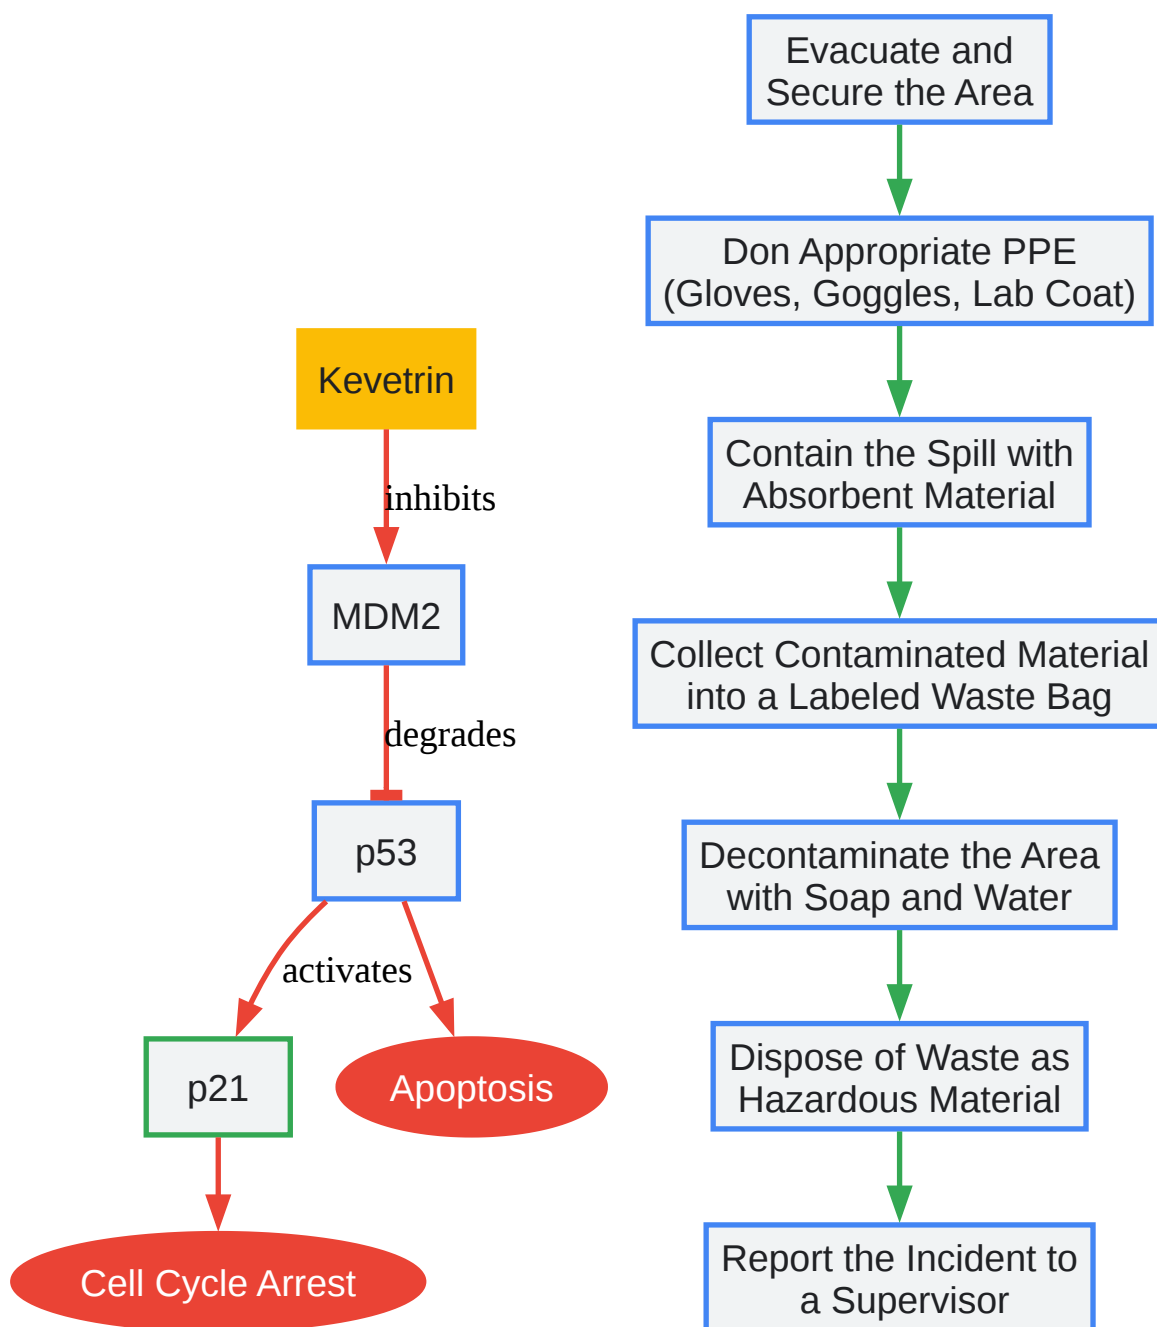 Kevetrin
inhibits
MDM2
degrades
p53
activates
p21
Apoptosis
Cell Cycle Arrest
Evacuate and
Secure the Area
Don Appropriate PPE
(Gloves, Goggles, Lab Coat)
Contain the Spill with
Absorbent Material
Collect Contaminated Material
into a Labeled Waste Bag
Decontaminate the Area
with Soap and Water
Dispose of Waste as
Hazardous Material
Report the Incident to
a Supervisor